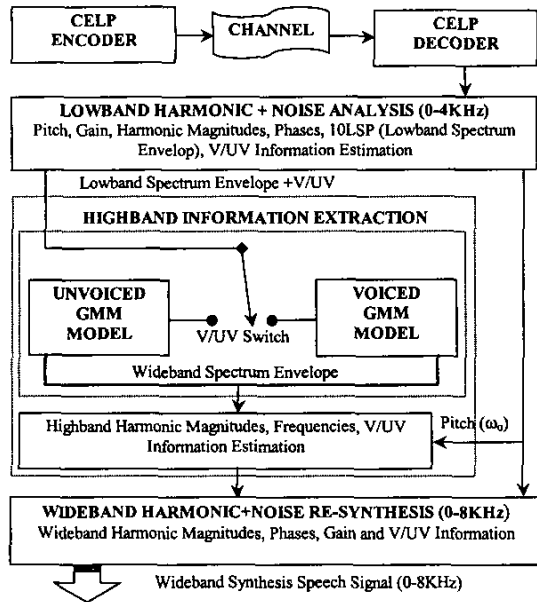 CELP
ENCODER
CHANNEL
CELP
DECODER
LOWBAND HARMONIC + NOISE ANALYSIS (0-4KHz)
Pitch, Gain, Harmonic Magnitudes, Phases, 10LSP (Lowband Spectrum
Envelop), V/UV Information Estimation
Lowband Spectrum Envelope +V/UV
HIGHBAND INFORMATION EXTRACTION
UNVOICED
GMM
MODEL
V/UV Switch
VOICED
GMM
MODEL
Wideband Spectrum Envelope
Highband Harmonic Magnitudes, Frequencies, V/UV
Information Estimation
Pitch (ω₀)
WIDEBAND HARMONIC+NOISE RE-SYNTHESIS (0-8KHz)
Wideband Harmonic Magnitudes, Phases, Gain and V/UV Information
Wideband Synthesis Speech Signal (0-8KHz)